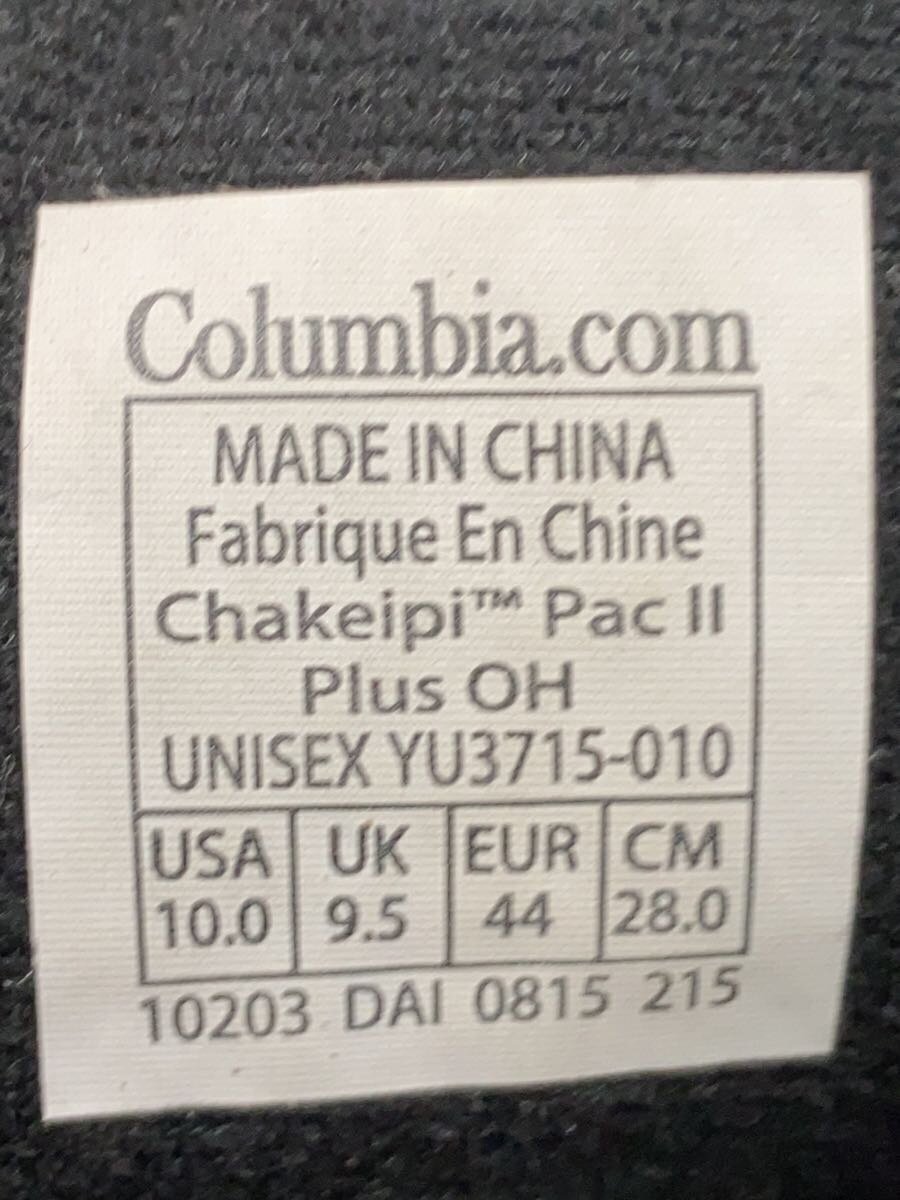 Columbia.com
MADE IN CHINA
Fabrique En Chine
Chakeipi™ Pac II
Plus OH
UNISEX YU3715-010
USA UK EUR CM
10.0 9.5 44 28.0
10203 DAI 0815 215